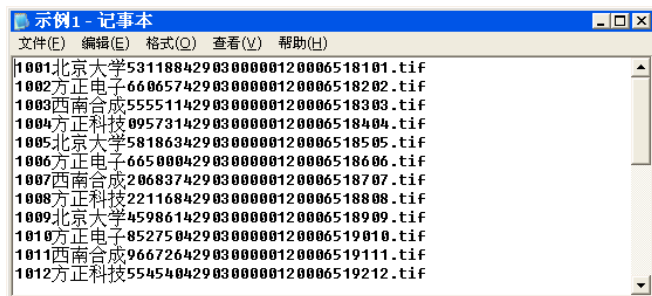 示例1 - 记事本
文件(F) 编辑(E) 格式(O) 查看(V) 帮助(H)
1001北京大学53118842903000000120006518101.tif
1002方正电子66065742903000000120006518202.tif
1003西南合成55551142903000000120006518303.tif
1004方正科技09573142903000000120006518404.tif
1005北京大学58186342903000000120006518505.tif
1006方正电子66500042903000000120006518606.tif
1007西南合成20683742903000000120006518707.tif
1008方正科技22116842903000000120006518808.tif
1009北京大学45986142903000000120006518909.tif
1010方正电子85275042903000000120006519010.tif
1011西南合成96672642903000000120006519111.tif
1012方正科技55454042903000000120006519212.tif